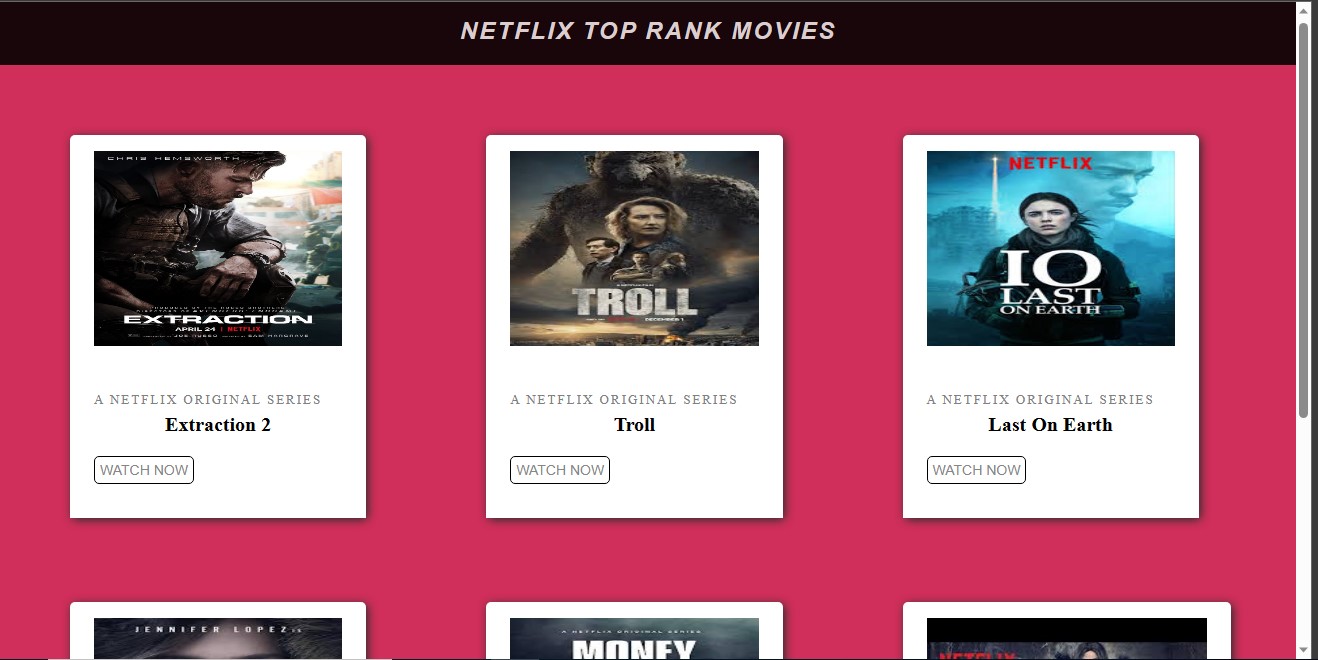 NETFLIX TOP RANK MOVIES
CHRIS HEMSWORTH
EXTRACTION
APRIL 24 | NETFLIX
TROLL
DECEMBER 1
NETFLIX
IO
LAST
ON EARTH
A NETFLIX ORIGINAL SERIES
Extraction 2
WATCH NOW
A NETFLIX ORIGINAL SERIES
Troll
WATCH NOW
A NETFLIX ORIGINAL SERIES
Last On Earth
WATCH NOW
JENNIFER LOPEZ
A NETFLIX ORIGINAL SERIES
MONEY
NETFLIX